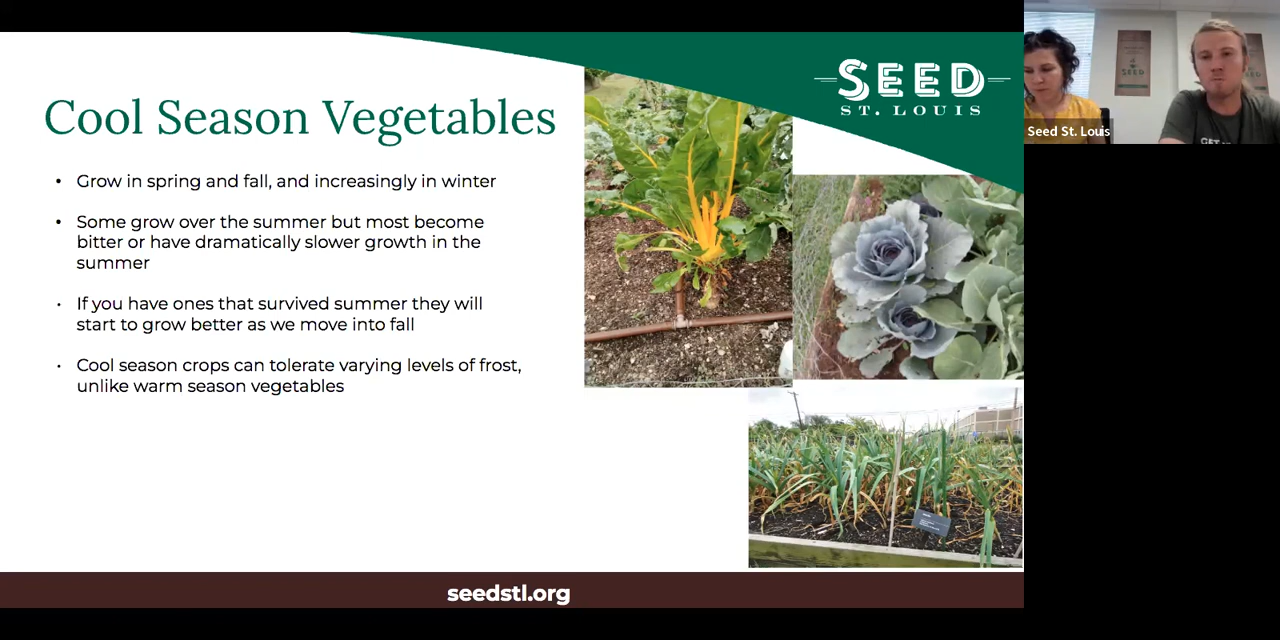 Cool Season Vegetables
• Grow in spring and fall, and increasingly in winter
• Some grow over the summer but most become
bitter or have dramatically slower growth in the
summer
• If you have ones that survived summer they will
start to grow better as we move into fall
• Cool season crops can tolerate varying levels of frost,
unlike warm season vegetables
SEED
ST. LOUIS
seedstl.org
SEED
Seed St. Louis
GET